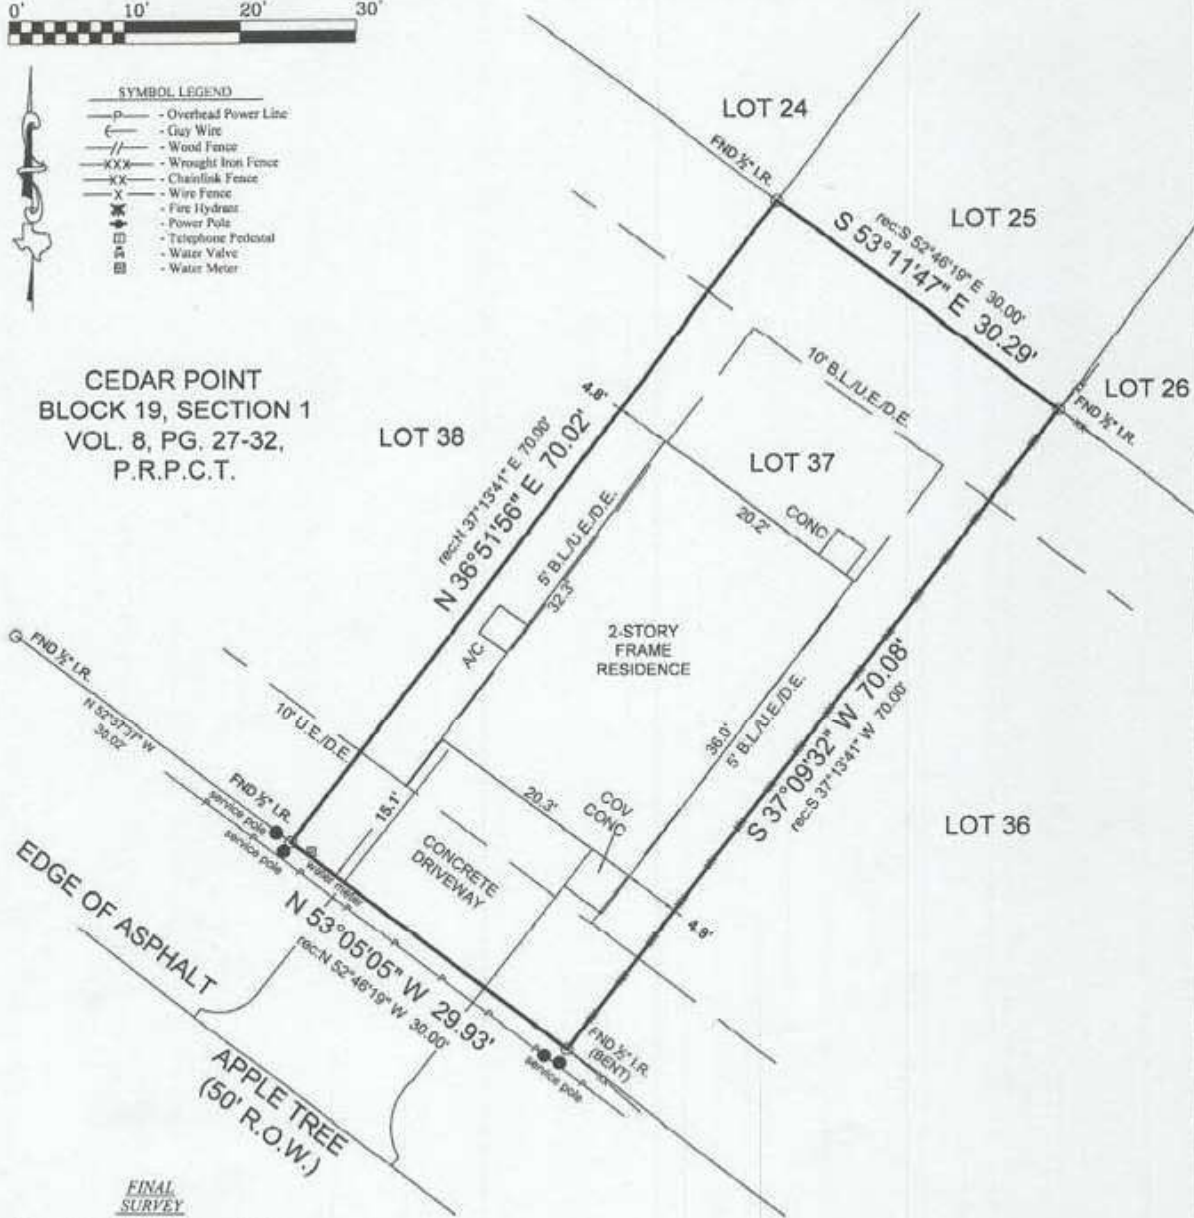 0' 10' 20' 30'
SYMBOL LEGEND
P - Overhead Power Line
- Guy Wire
// - Wood Fence
XXX - Wrought Iron Fence
XX - Chainlink Fence
X - Wire Fence
- Fire Hydrant
- Power Pole
- Telephone Pedestal
- Water Valve
- Water Meter
CEDAR POINT
BLOCK 19, SECTION 1
VOL. 8, PG. 27-32,
P.R.P.C.T.
LOT 24
FND ½" I.R.
LOT 25
rec:S 52°46'19" E 30.00'
S 53°11'47" E 30.29'
LOT 26
FND ½" I.R.
10' B.L./U.E./D.E.
4.8'
LOT 38
rec:N 37°13'41" E 70.00'
N 36°51'56" E 70.02'
LOT 37
5' B.L./U.E./D.E.
32.3'
20.2'
CONC
A/C
2-STORY
FRAME
RESIDENCE
36.0'
5' B.L./U.E./D.E.
S 37°09'32" W 70.08'
rec:S 37°13'41" W 70.00'
LOT 36
FND ½" I.R.
N 52°37'37" W
30.02'
10' U.E./D.E.
FND ½" I.R.
service pole
service pole
water meter
15.1'
20.3'
COV
CONC
CONCRETE
DRIVEWAY
4.9'
N 53°05'05" W 29.93'
rec:N 52°46'19" W 30.00'
FND ½" I.R.
(BENT)
service pole
EDGE OF ASPHALT
APPLE TREE
(50' R.O.W.)
FINAL
SURVEY